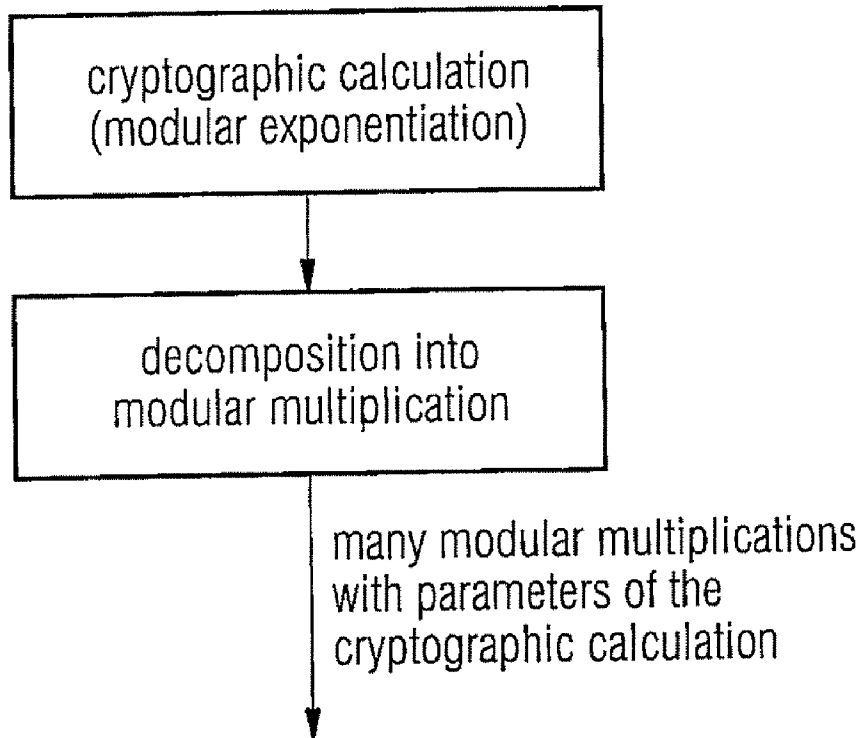 cryptographic calculation
(modular exponentiation)
decomposition into
modular multiplication
many modular multiplications
with parameters of the
cryptographic calculation